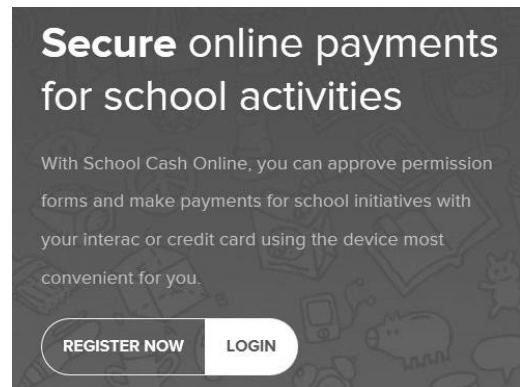 Secure online payments
for school activities
With School Cash Online, you can approve permission
forms and make payments for school initiatives with
your interac or credit card using the device most
convenient for you.
REGISTER NOW LOGIN